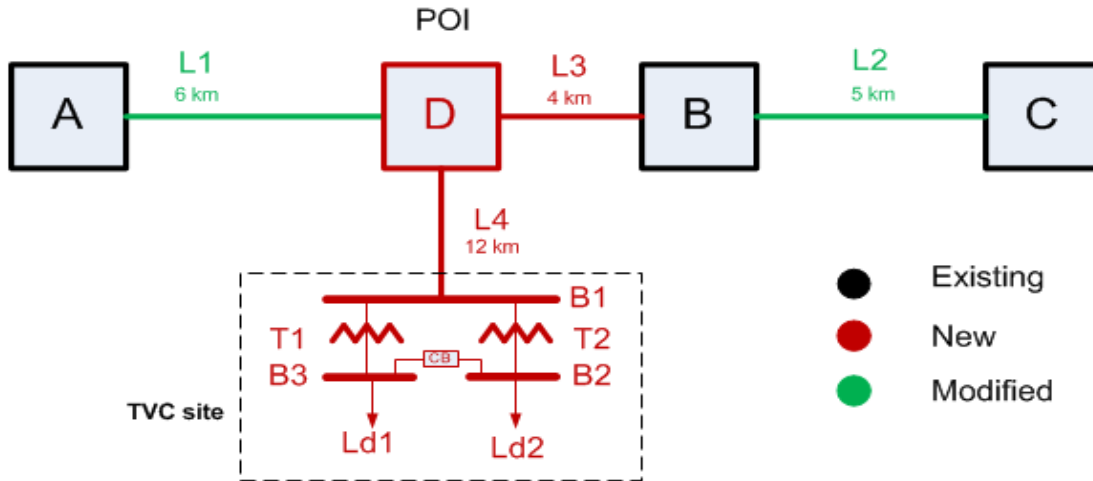 POI
L1
6 km
L3
4 km
L2
5 km
A
D
B
C
L4
12 km
B1
T1
T2
CB
B3
B2
TVC site
Ld1
Ld2
Existing
New
Modified